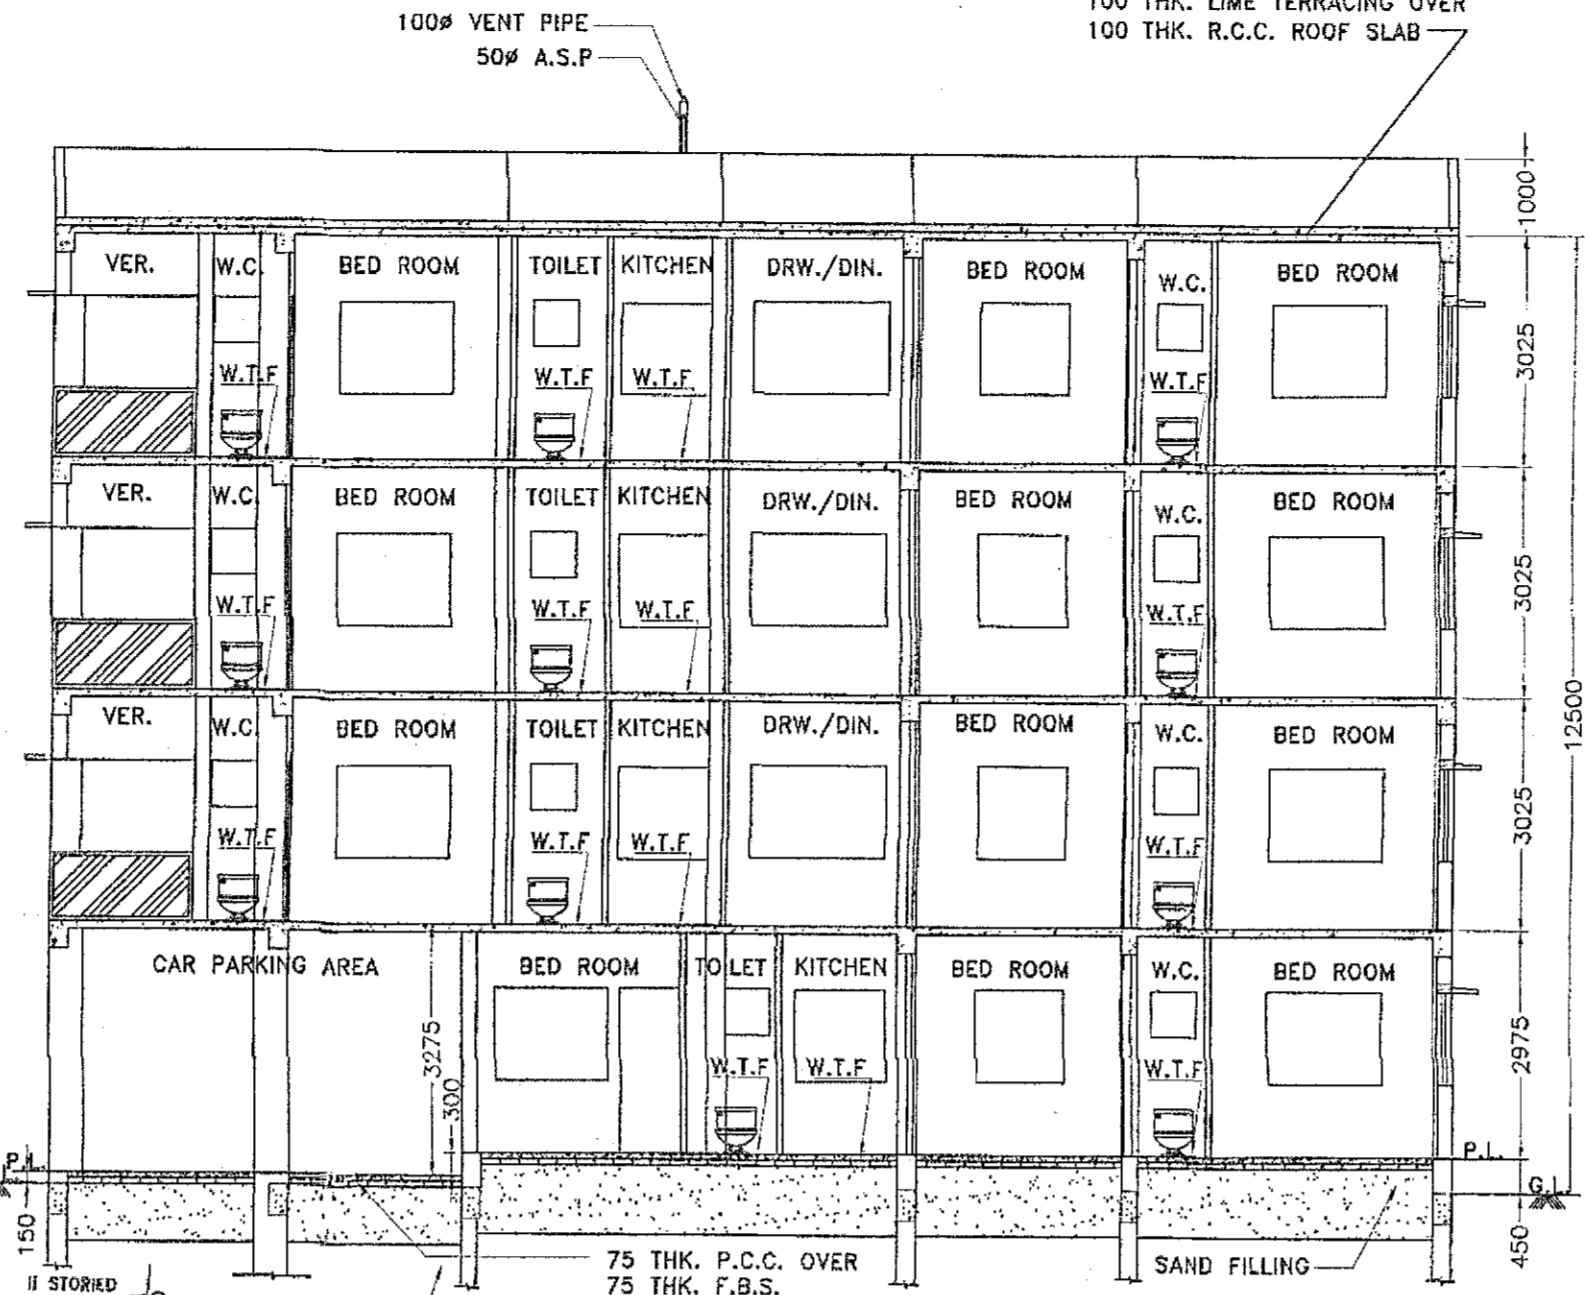 100ø VENT PIPE
50ø A.S.P
100 THK. LIME TERRACING OVER
100 THK. R.C.C. ROOF SLAB
1000
VER. W.C. BED ROOM TOILET KITCHEN DRW./DIN. BED ROOM W.C. BED ROOM
W.T.F W.T.F W.T.F W.T.F
3025
VER. W.C. BED ROOM TOILET KITCHEN DRW./DIN. BED ROOM W.C. BED ROOM
W.T.F W.T.F W.T.F W.T.F
3025
VER. W.C. BED ROOM TOILET KITCHEN DRW./DIN. BED ROOM W.C. BED ROOM
W.T.F W.T.F W.T.F W.T.F
3025
12500
CAR PARKING AREA BED ROOM TOILET KITCHEN BED ROOM W.C. BED ROOM
3275
300
W.T.F W.T.F W.T.F
2975
P.L.
G.L.
150
450
75 THK. P.C.C. OVER
75 THK. F.B.S.
SAND FILLING
II STORIED